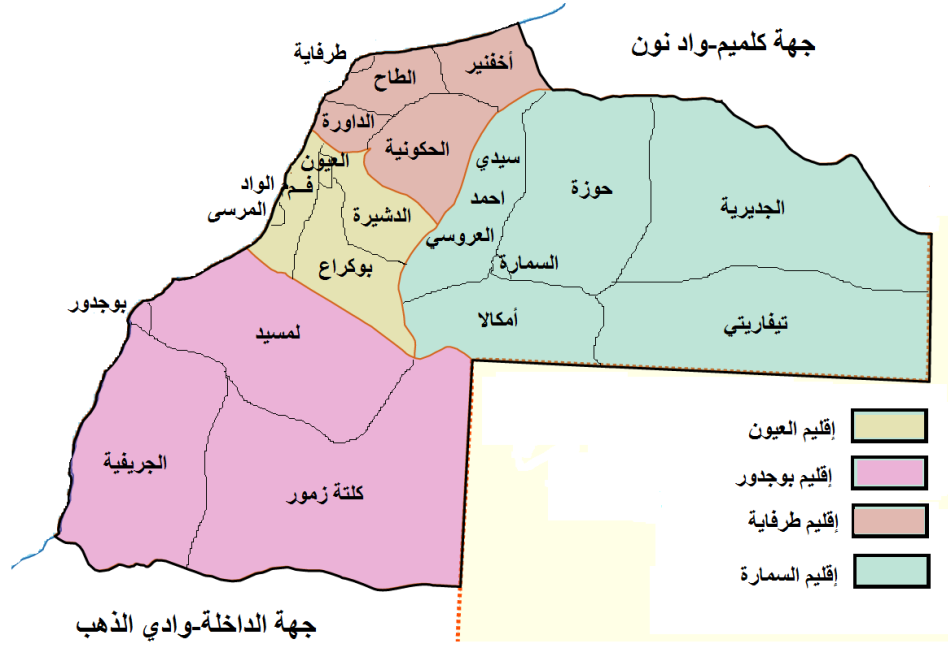 جهة كلميم-واد نون
طرفاية
أخفنير
الطاح
الداورة
الحكونية
سيدي
احمد
العروسي
حوزة
الجديرية
العيون
فـم الواد
المرسى
الدشيرة
بوكراع
السمارة
أمكالا
تيفاريتي
بوجدور
لمسيد
الجريفية
كلتة زمور
إقليم العيون
إقليم بوجدور
إقليم طرفاية
إقليم السمارة
جهة الداخلة-وادي الذهب